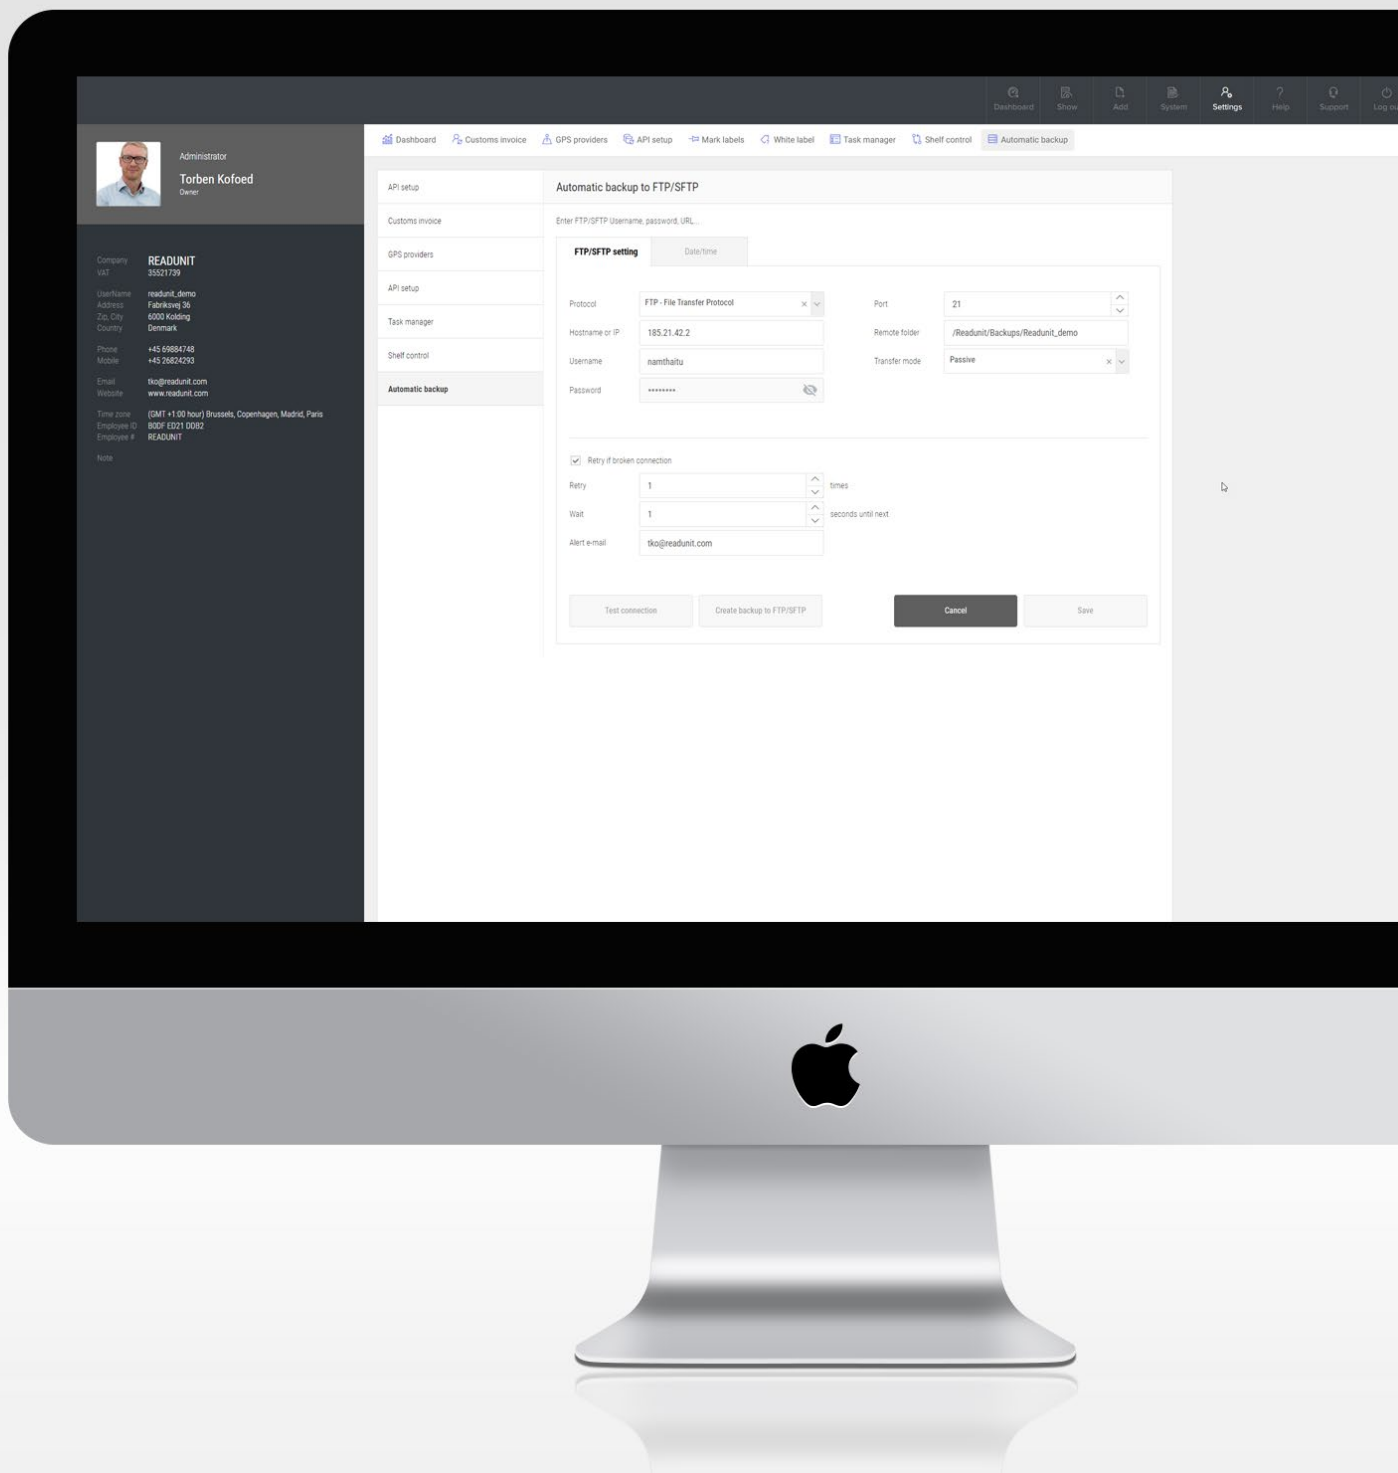 Dashboard Show Add System Settings Help Support Log ou
Administrator
Torben Kofoed
Owner
Company READUNIT
VAT 35521739
UserName readunit_demo
Address Fabriksvej 36
Zip, City 6000 Kolding
Country Denmark
Phone +45 69884748
Mobile +45 26824293
Email tko@readunit.com
Website www.readunit.com
Time zone (GMT +1:00 hour) Brussels, Copenhagen, Madrid, Paris
Employee ID B0DF ED21 DDB2
Employee # READUNIT
Note
Dashboard Customs invoice GPS providers API setup Mark labels White label Task manager Shelf control Automatic backup
API setup
Customs invoice
GPS providers
API setup
Task manager
Shelf control
Automatic backup
Automatic backup to FTP/SFTP
Enter FTP/SFTP Username, password, URL...
FTP/SFTP setting Date/time
Protocol FTP - File Transfer Protocol Port 21
Hostname or IP 185.21.42.2 Remote folder /Readunit/Backups/Readunit_demo
Username namthaitu Transfer mode Passive
Password ••••••••
Retry if broken connection
Retry 1 times
Wait 1 seconds until next
Alert e-mail tko@readunit.com
Test connection Create backup to FTP/SFTP Cancel Save